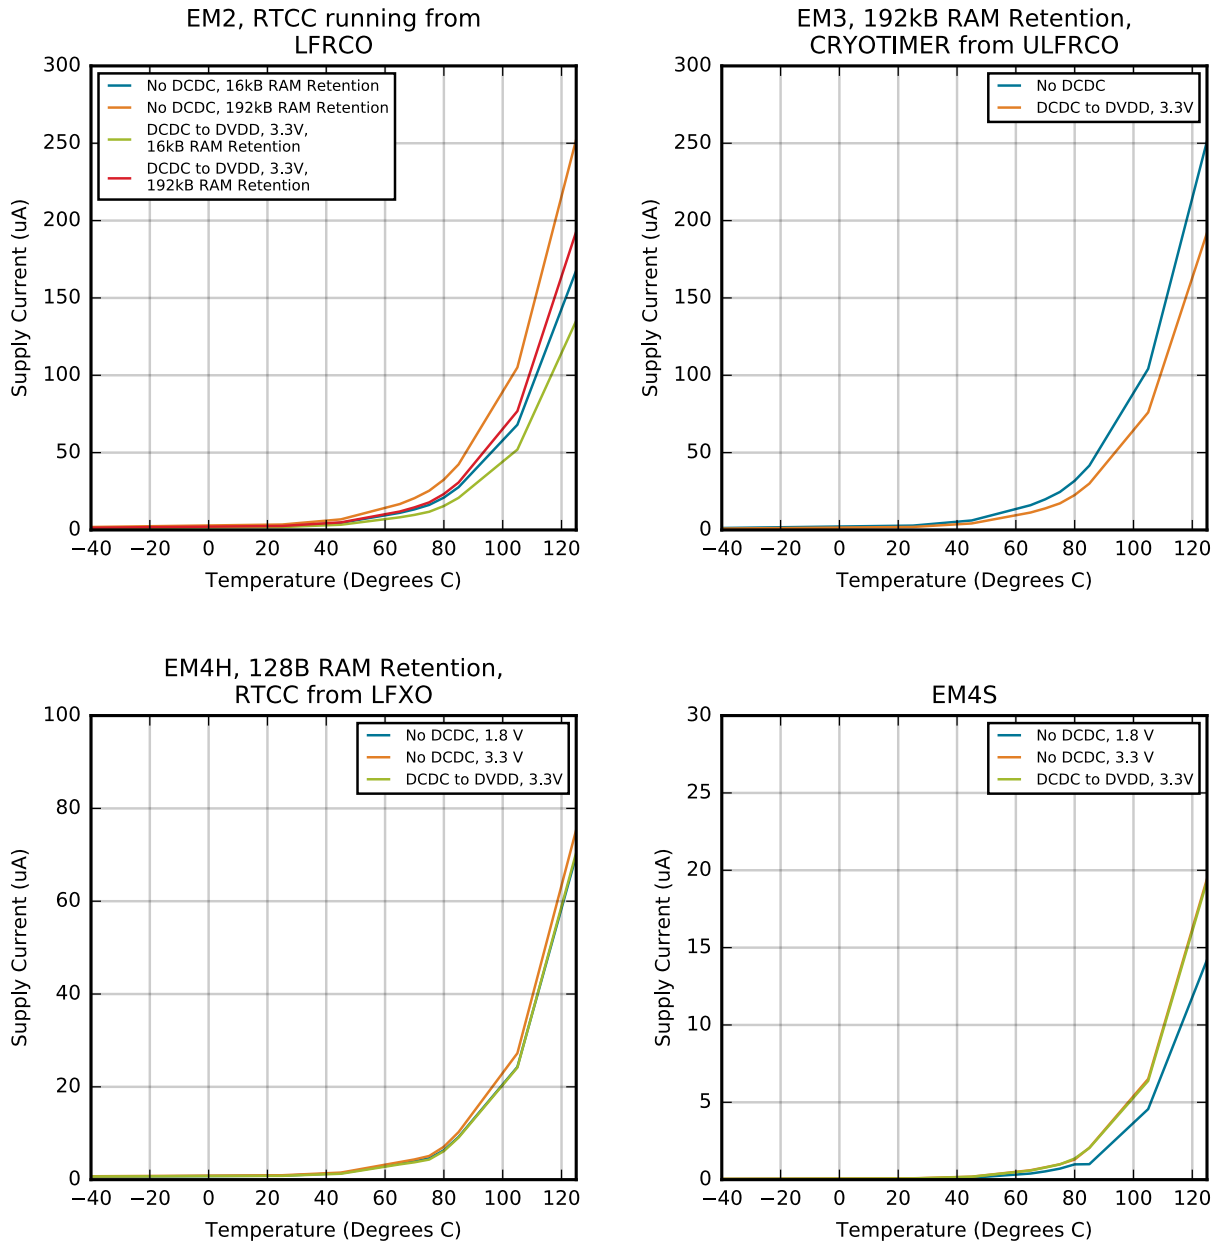 EM2, RTCC running from
LFRCO
300
250
200
150
100
50
0
Supply Current (uA)
No DCDC, 16kB RAM Retention
No DCDC, 192kB RAM Retention
DCDC to DVDD, 3.3V,
16kB RAM Retention
DCDC to DVDD, 3.3V,
192kB RAM Retention
−40 −20 0 20 40 60 80 100 120
Temperature (Degrees C)
EM3, 192kB RAM Retention,
CRYOTIMER from ULFRCO
300
250
200
150
100
50
0
Supply Current (uA)
No DCDC
DCDC to DVDD, 3.3V
−40 −20 0 20 40 60 80 100 120
Temperature (Degrees C)
EM4H, 128B RAM Retention,
RTCC from LFXO
100
80
60
40
20
0
Supply Current (uA)
No DCDC, 1.8 V
No DCDC, 3.3 V
DCDC to DVDD, 3.3V
−40 −20 0 20 40 60 80 100 120
Temperature (Degrees C)
EM4S
30
25
20
15
10
5
0
Supply Current (uA)
No DCDC, 1.8 V
No DCDC, 3.3 V
DCDC to DVDD, 3.3V
−40 −20 0 20 40 60 80 100 120
Temperature (Degrees C)